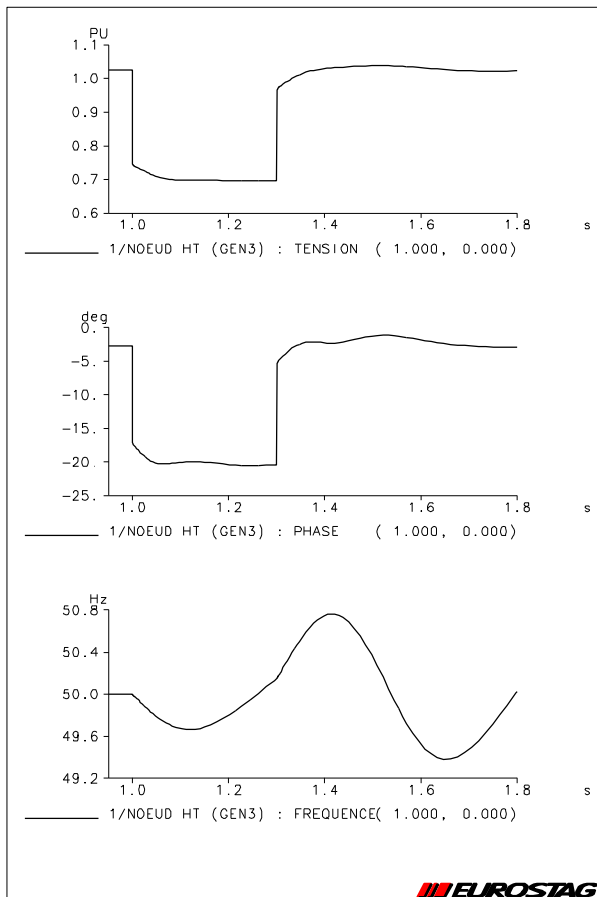 PU
1.1
1.0
0.9
0.8
0.7
0.6
1.0 1.2 1.4 1.6 1.8 s
1/NOEUD HT (GEN3) : TENSION ( 1.000, 0.000)
deg
0.
-5.
-10.
-15.
-20.
-25.
1.0 1.2 1.4 1.6 1.8 s
1/NOEUD HT (GEN3) : PHASE ( 1.000, 0.000)
Hz
50.8
50.4
50.0
49.6
49.2
1.0 1.2 1.4 1.6 1.8 s
1/NOEUD HT (GEN3) : FREQUENCE( 1.000, 0.000)
EUROSTAG